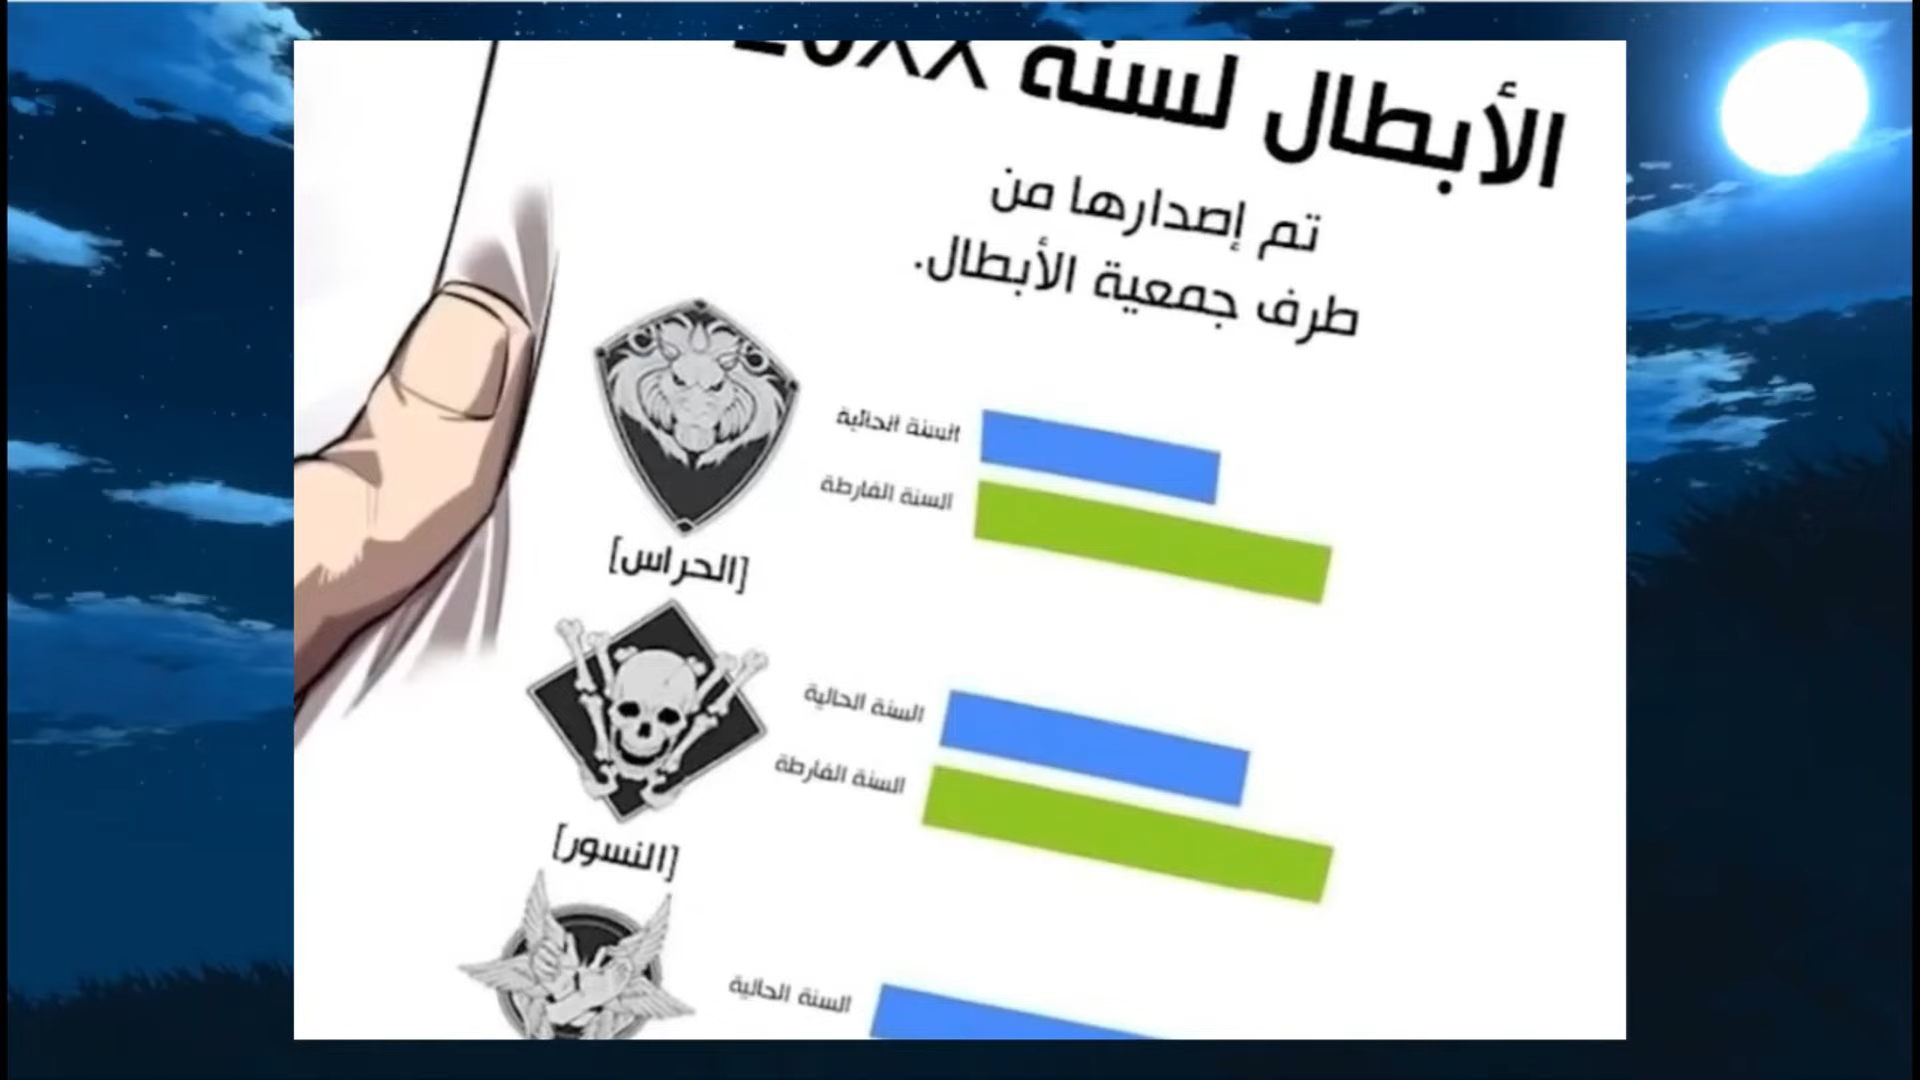 الأبطال لسنة 20XX
تم إصدارها من
طرف جمعية الأبطال.
السنة الحالية
السنة الفارطة
[الحراس]
السنة الحالية
السنة الفارطة
[النسور]
السنة الحالية